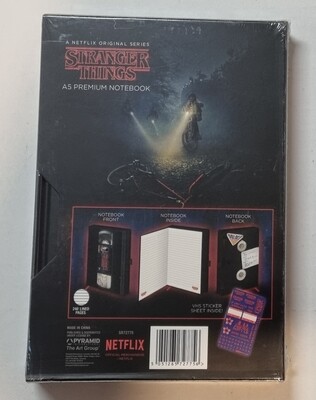 A NETFLIX ORIGINAL SERIES
STRANGER
THINGS
A5 PREMIUM NOTEBOOK
NOTEBOOK
FRONT
NOTEBOOK
INSIDE
NOTEBOOK
BACK
VHS STICKER
SHEET INSIDE!
240 LINED
PAGES
MADE IN CHINA
PYRAMID
The Art Group
SR72775
NETFLIX